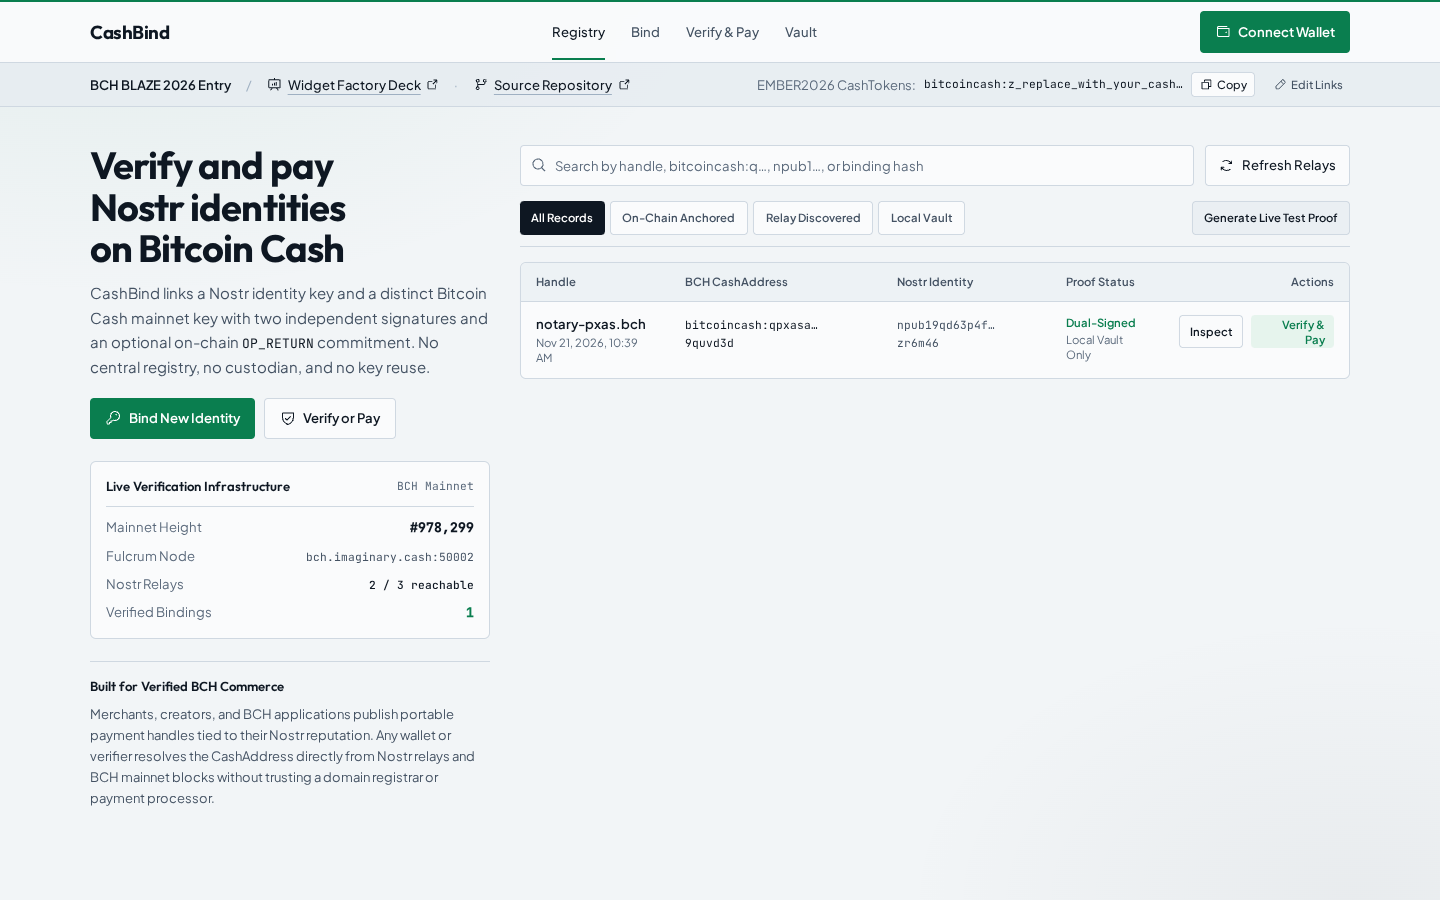 CashBind
Registry
Bind
Verify & Pay
Vault
Connect Wallet
BCH BLAZE 2026 Entry / Widget Factory Deck · Source Repository
EMBER2026 CashTokens: bitcoincash:z_replace_with_your_cash… Copy Edit Links
Verify and pay
Nostr identities
on Bitcoin Cash
CashBind links a Nostr identity key and a distinct Bitcoin
Cash mainnet key with two independent signatures and
an optional on-chain OP_RETURN commitment. No
central registry, no custodian, and no key reuse.
Bind New Identity
Verify or Pay
Live Verification Infrastructure BCH Mainnet
Mainnet Height #978,299
Fulcrum Node bch.imaginary.cash:50002
Nostr Relays 2 / 3 reachable
Verified Bindings 1
Built for Verified BCH Commerce
Merchants, creators, and BCH applications publish portable
payment handles tied to their Nostr reputation. Any wallet or
verifier resolves the CashAddress directly from Nostr relays and
BCH mainnet blocks without trusting a domain registrar or
payment processor.
Search by handle, bitcoincash:q…, npub1…, or binding hash
Refresh Relays
All Records
On-Chain Anchored
Relay Discovered
Local Vault
Generate Live Test Proof
Handle BCH CashAddress Nostr Identity Proof Status Actions
notary-pxas.bch
Nov 21, 2026, 10:39
AM
bitcoincash:qpxasa…
9quvd3d
npub19qd63p4f…
zr6m46
Dual-Signed
Local Vault
Only
Inspect
Verify &
Pay